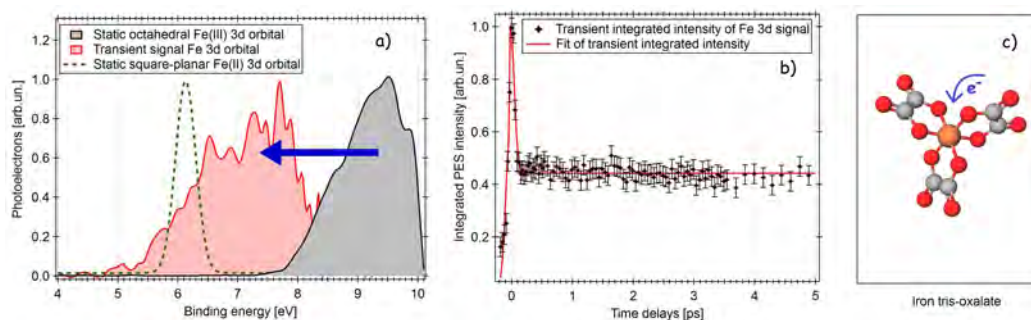 Static octahedral Fe(III) 3d orbital
Transient signal Fe 3d orbital
Static square-planar Fe(II) 3d orbital
a)
Photoelectrons [arb.un.]
1.2
1.0
0.8
0.6
0.4
0.2
0.0
4 5 6 7 8 9 10
Binding energy [eV]
Transient integrated intensity of Fe 3d signal
Fit of transient integrated intensity
b)
Integrated PES intensity [arb.un.]
1.0
0.8
0.6
0.4
0.2
0 1 2 3 4 5
Time delays [ps]
c)
e-
Iron tris-oxalate